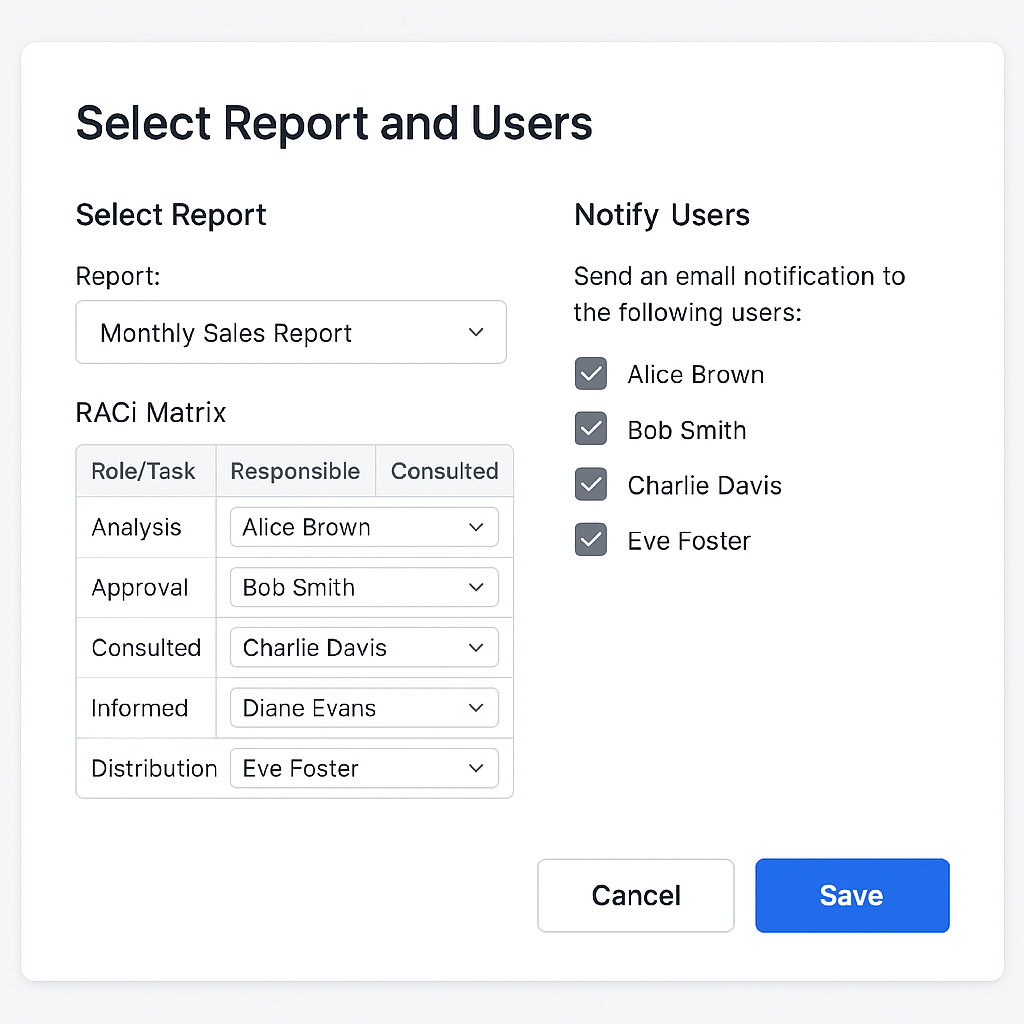 Select Report and Users
Select Report
Report:
Monthly Sales Report
RACi Matrix
Role/Task Responsible Consulted
Analysis Alice Brown
Approval Bob Smith
Consulted Charlie Davis
Informed Diane Evans
Distribution Eve Foster
Notify Users
Send an emall notification to
the following users:
Alice Brown
Bob Smith
Charlie Davis
Eve Foster
Cancel Save